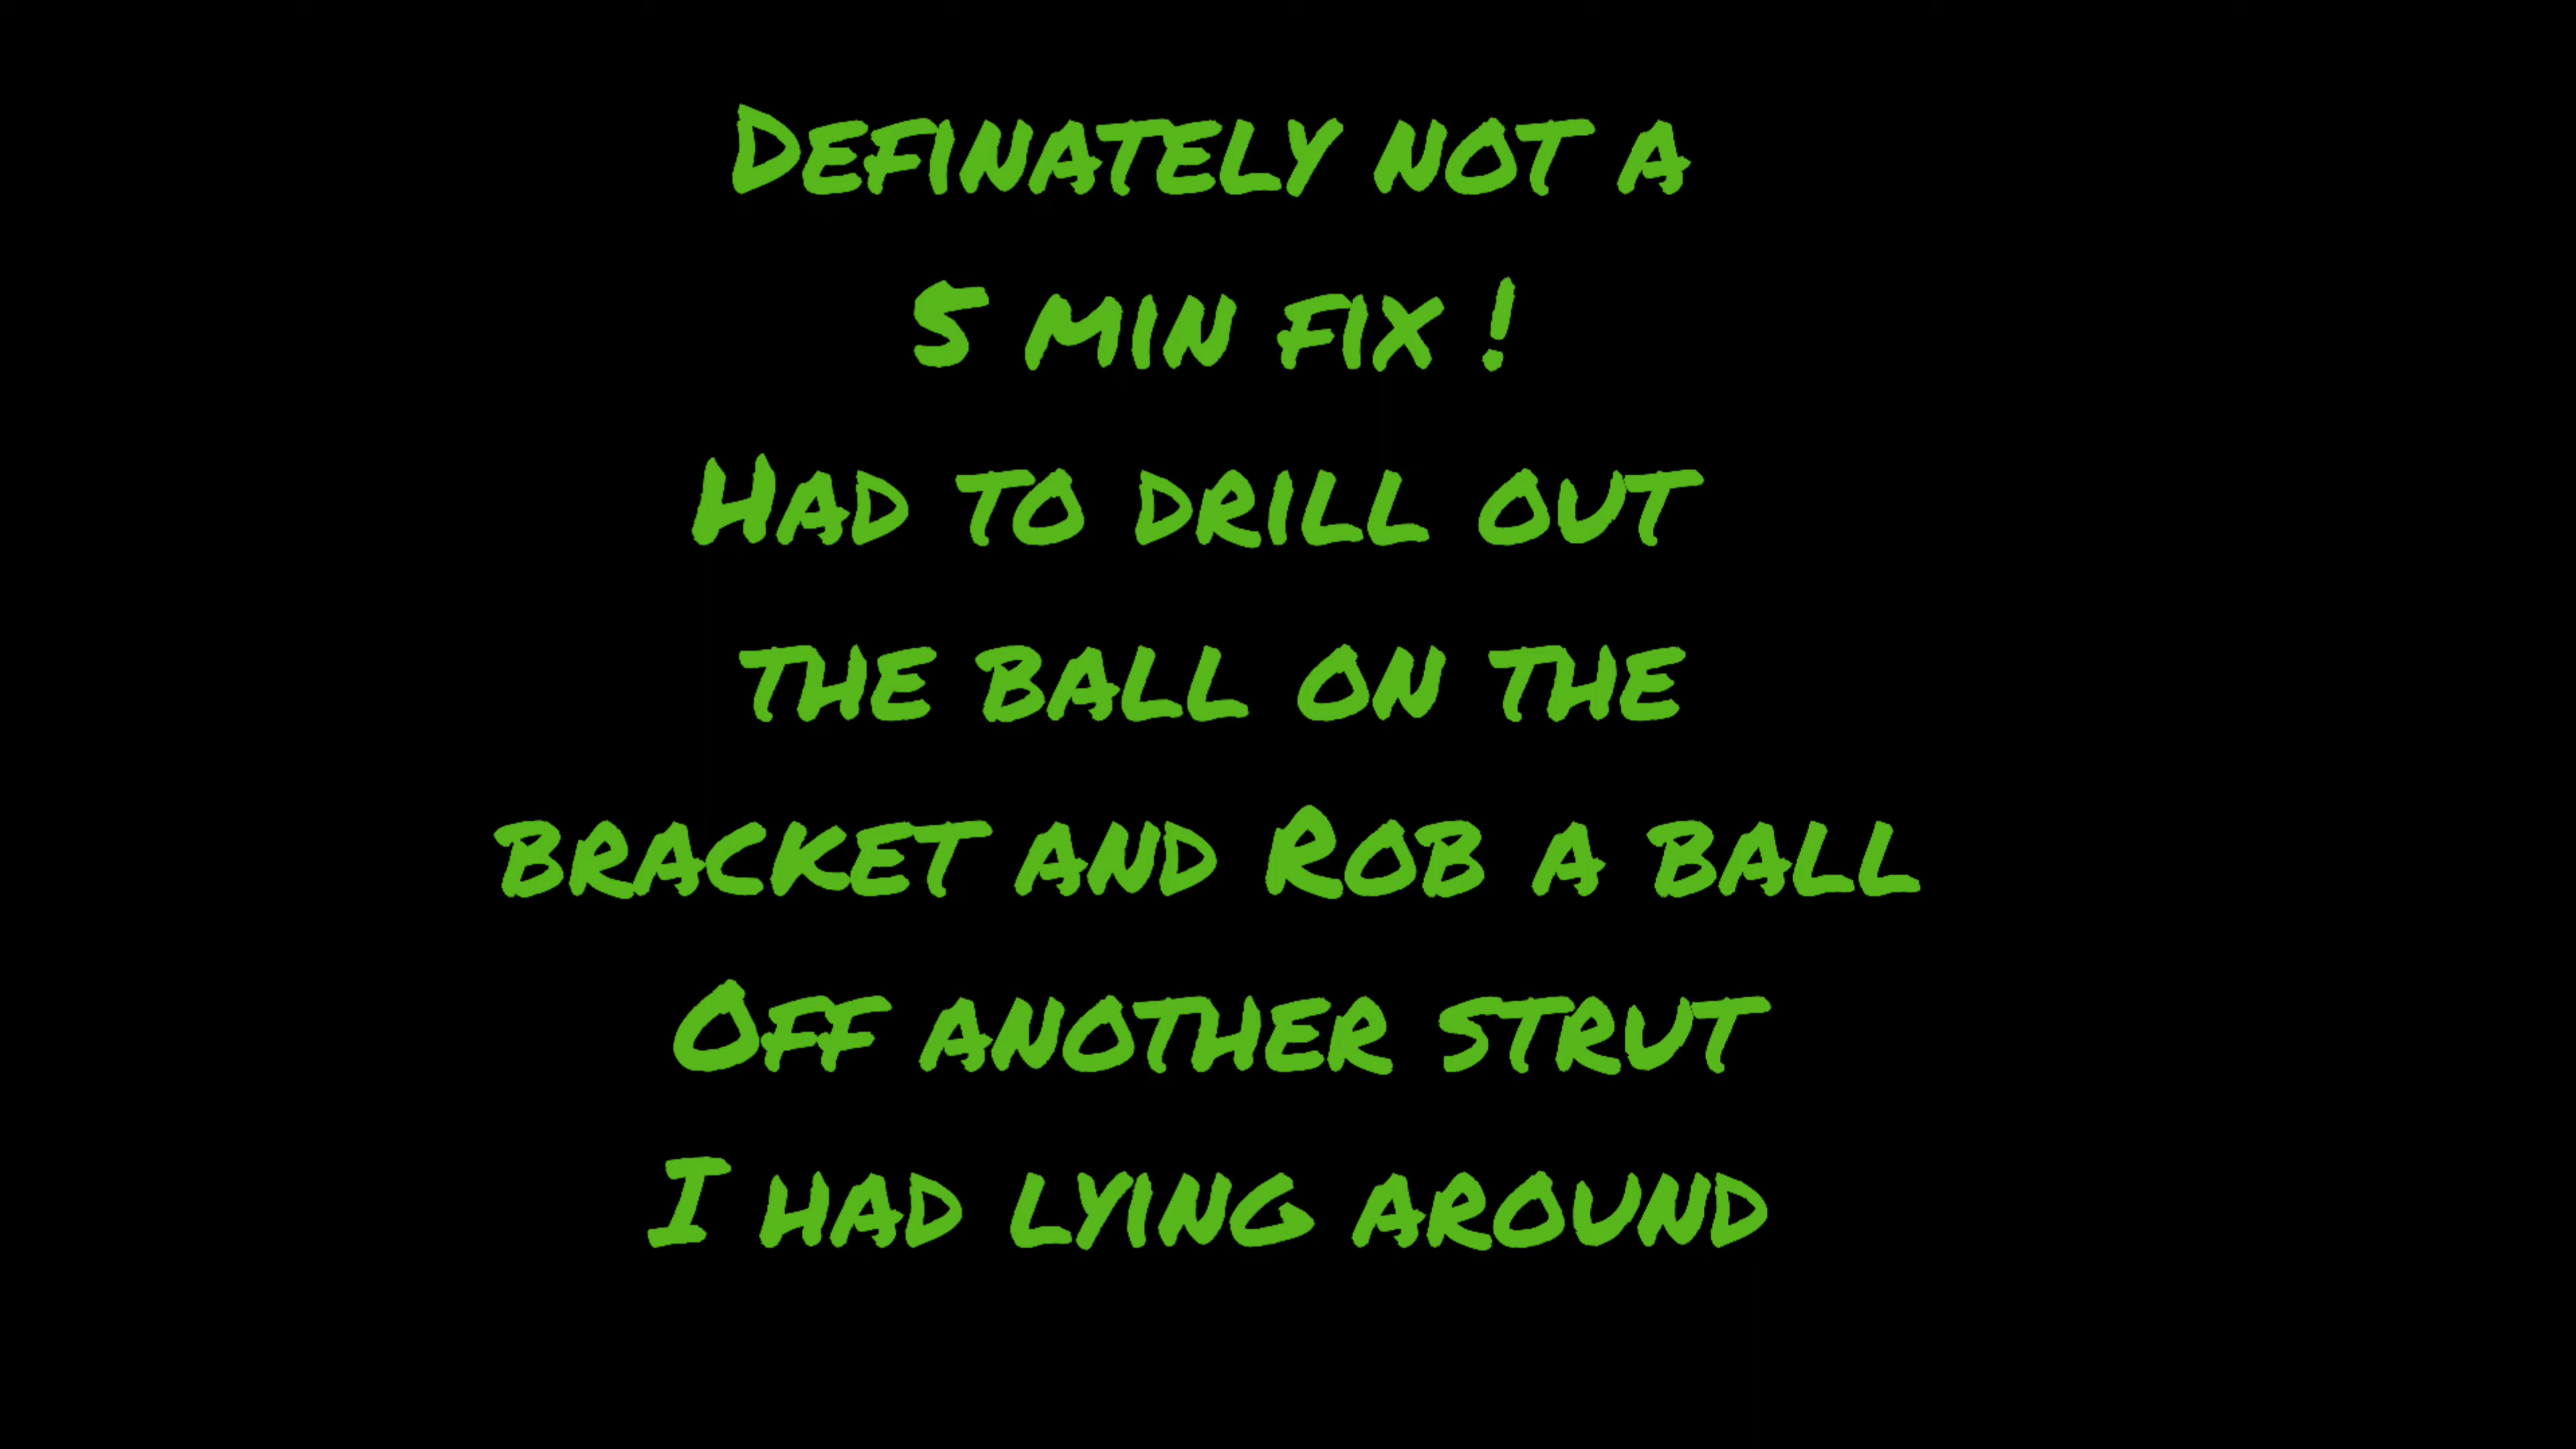 Definately not a
5 min fix !
Had to drill out
the ball on the
bracket and Rob a ball
Off another strut
I had lying around